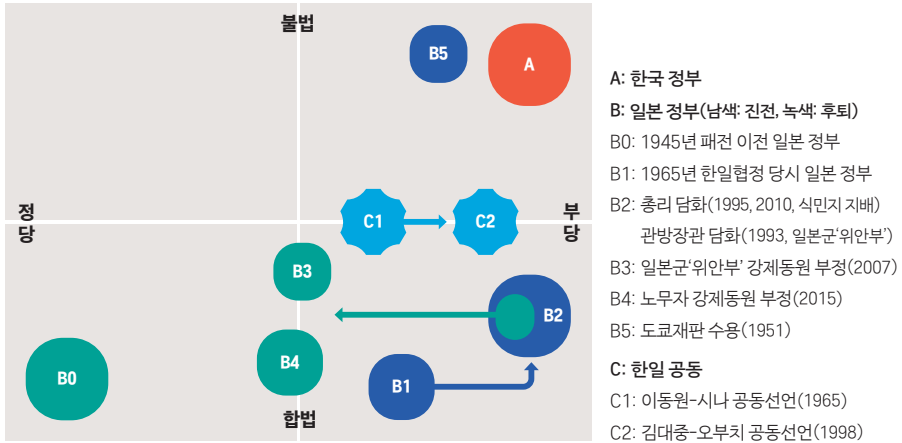 불법
B5
A
정당
부당
C1
C2
B3
B2
B4
B0
B1
합법
A: 한국 정부
B: 일본 정부(남색: 진전, 녹색: 후퇴)
B0: 1945년 패전 이전 일본 정부
B1: 1965년 한일협정 당시 일본 정부
B2: 총리 담화(1995, 2010, 식민지 지배)
관방장관 담화(1993, 일본군‘위안부’)
B3: 일본군‘위안부’ 강제동원 부정(2007)
B4: 노무자 강제동원 부정(2015)
B5: 도쿄재판 수용(1951)
C: 한일 공동
C1: 이동원-시나 공동선언(1965)
C2: 김대중-오부치 공동선언(1998)